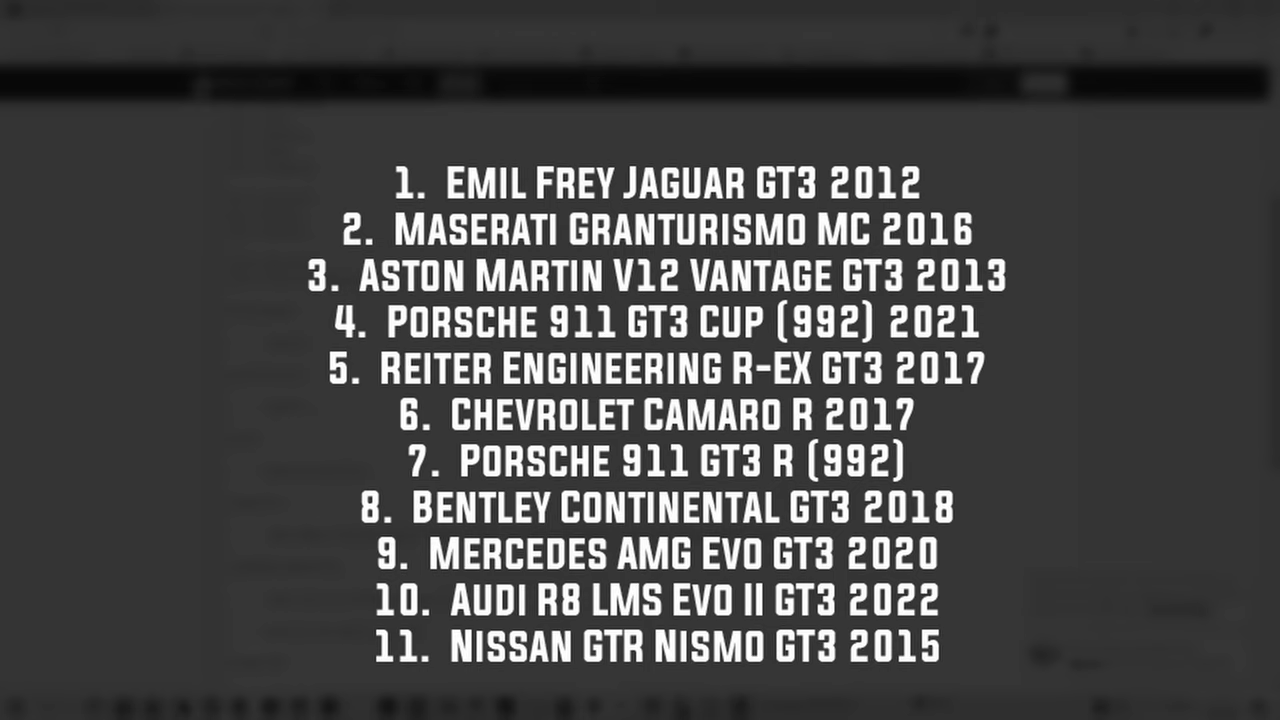 1. Emil Frey Jaguar GT3 2012
2. Maserati Granturismo MC 2016
3. Aston Martin V12 Vantage GT3 2013
4. Porsche 911 GT3 Cup (992) 2021
5. Reiter Engineering R-EX GT3 2017
6. Chevrolet Camaro R 2017
7. Porsche 911 GT3 R (992)
8. Bentley Continental GT3 2018
9. Mercedes AMG Evo GT3 2020
10. Audi R8 LMS Evo II GT3 2022
11. Nissan GTR Nismo GT3 2015